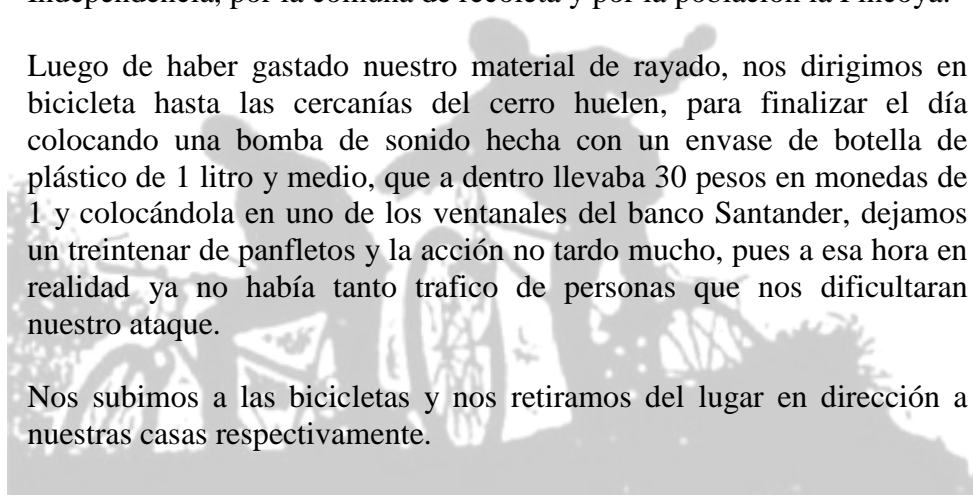 Independencia, por la comuna de recoleta y por la población la Pincoya.
Luego de haber gastado nuestro material de rayado, nos dirigimos en
bicicleta hasta las cercanías del cerro huelen, para finalizar el día
colocando una bomba de sonido hecha con un envase de botella de
plástico de 1 litro y medio, que a dentro llevaba 30 pesos en monedas de
1 y colocándola en uno de los ventanales del banco Santander, dejamos
un treintenar de panfletos y la acción no tardo mucho, pues a esa hora en
realidad ya no había tanto trafico de personas que nos dificultaran
nuestro ataque.
Nos subimos a las bicicletas y nos retiramos del lugar en dirección a
nuestras casas respectivamente.